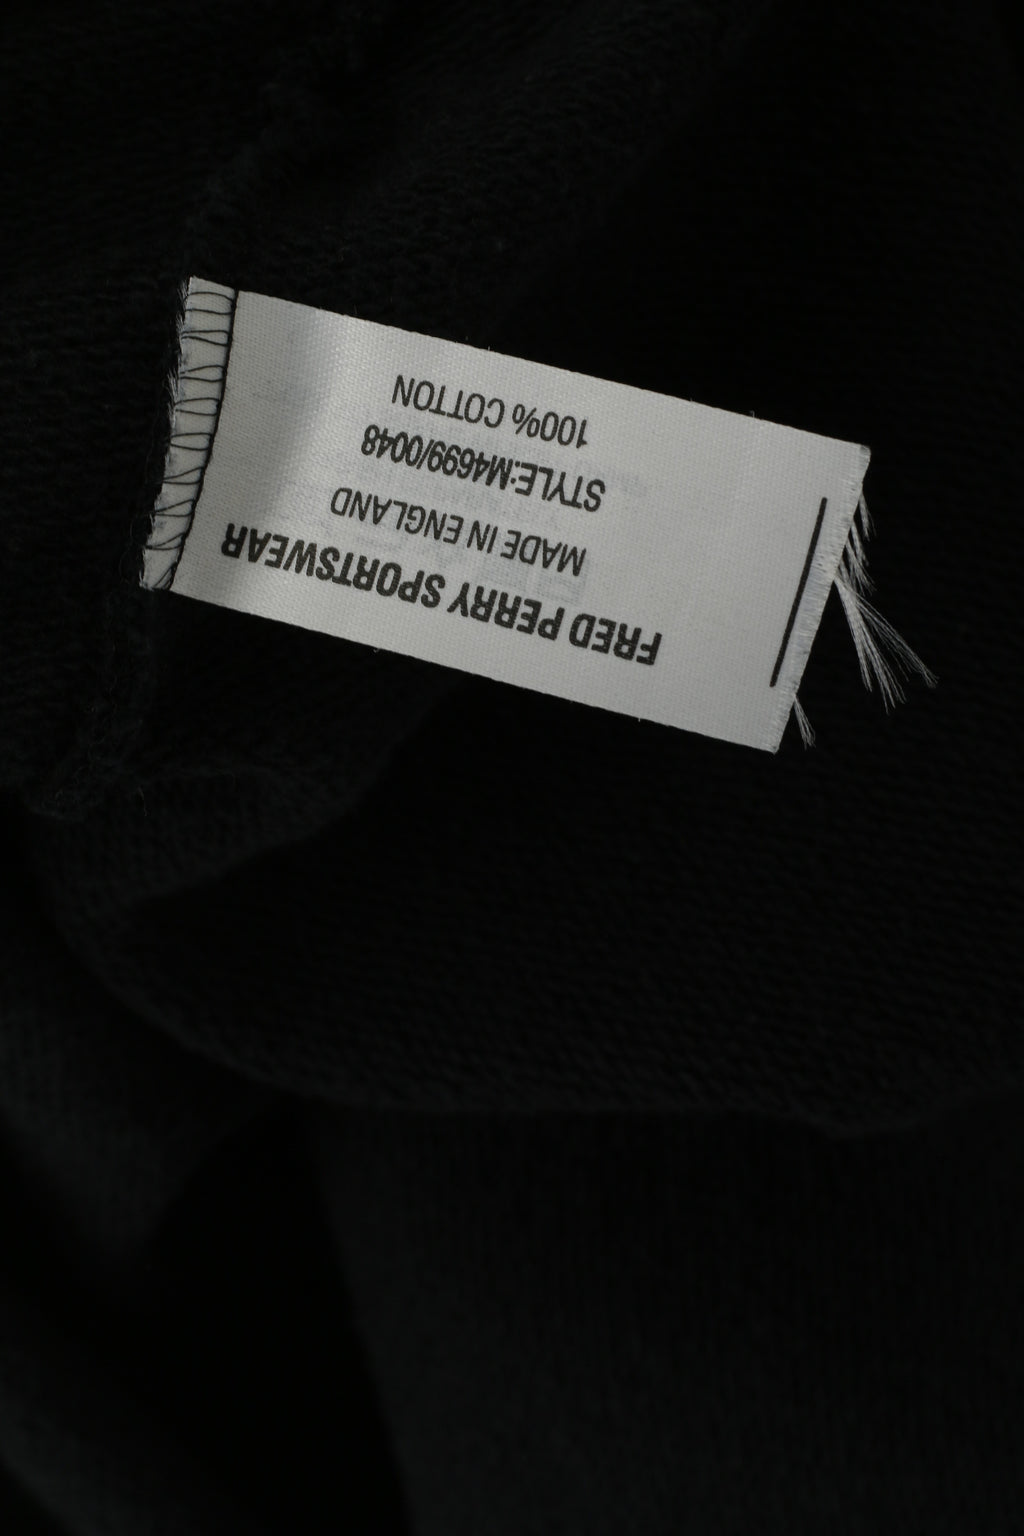 FRED PERRY SPORTSWEAR
MADE IN ENGLAND
STYLE:M4699/0048
100% COTTON